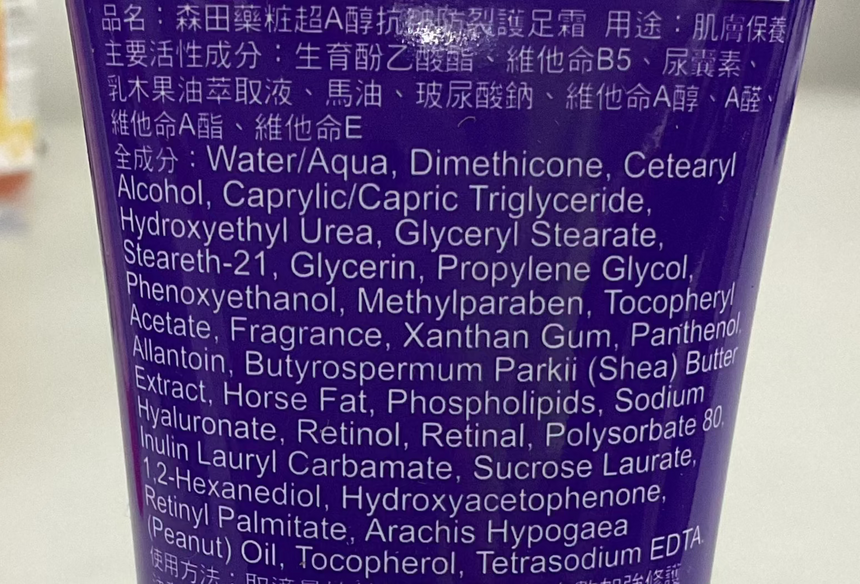 品名：森田藥粧超A醇抗皺防裂護足霜 用途：肌膚保養
主要活性成分：生育酚乙酸酯、維他命B5、尿囊素、
乳木果油萃取液、馬油、玻尿酸鈉、維他命A醇、A醛、
維他命A酯、維他命E
全成分：Water/Aqua, Dimethicone, Cetearyl
Alcohol, Caprylic/Capric Triglyceride,
Hydroxyethyl Urea, Glyceryl Stearate,
Steareth-21, Glycerin, Propylene Glycol,
Phenoxyethanol, Methylparaben, Tocopheryl
Acetate, Fragrance, Xanthan Gum, Panthenol,
Allantoin, Butyrospermum Parkii (Shea) Butter
Extract, Horse Fat, Phospholipids, Sodium
Hyaluronate, Retinol, Retinal, Polysorbate 80,
Inulin Lauryl Carbamate, Sucrose Laurate,
1,2-Hexanediol, Hydroxyacetophenone,
Retinyl Palmitate, Arachis Hypogaea
(Peanut) Oil, Tocopherol, Tetrasodium EDTA.
使用方法：取適量